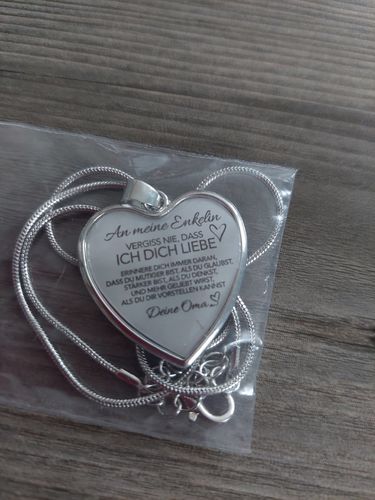 An meine Enkelin
VERGISS NIE, DASS
ICH DICH LIEBE
ERINNERE DICH IMMER DARAN,
DASS DU MUTIGER BIST, ALS DU GLAUBST,
STÄRKER BIST, ALS DU DENKST,
UND MEHR GELIEBT WIRST,
ALS DU DIR VORSTELLEN KANNST
Deine Oma